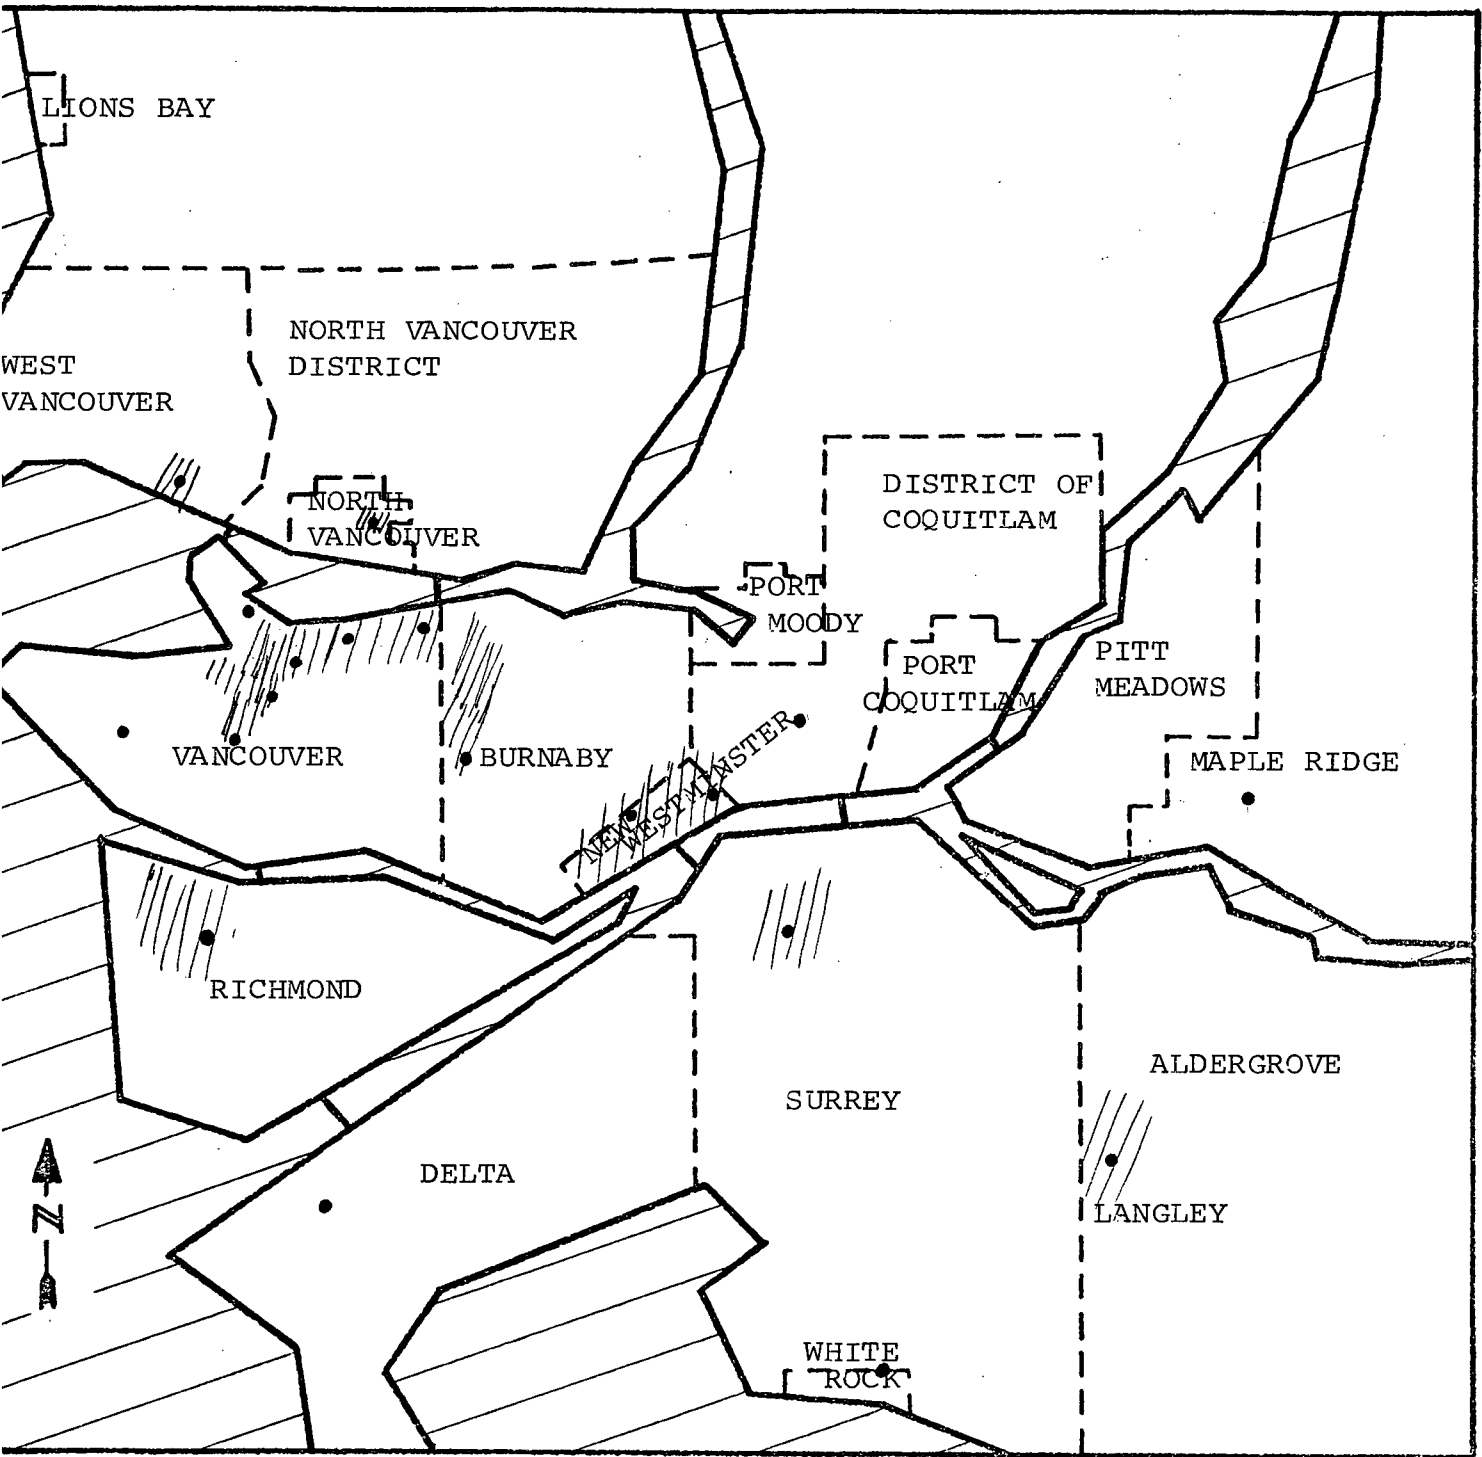 LIONS BAY
NORTH VANCOUVER
DISTRICT
WEST
VANCOUVER
NORTH
VANCOUVER
DISTRICT OF
COQUITLAM
PORT
MOODY
PORT
COQUITLAM
PITT
MEADOWS
VANCOUVER
BURNABY
NEW
WESTMINSTER
MAPLE RIDGE
RICHMOND
ALDERGROVE
SURREY
DELTA
LANGLEY
N
WHITE
ROCK